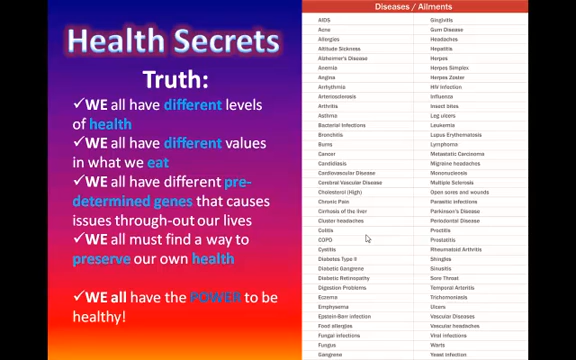 Health Secrets
Truth:
✓WE all have different levels
of health
✓WE all have different values
in what we eat
✓WE all have different pre-
determined genes that causes
issues through-out our lives
✓WE all must find a way to
preserve our own health
✓WE all have the POWER to be
healthy!
Diseases / Ailments
AIDS
Acne
Allergies
Altitude Sickness
Alzheimer's Disease
Anemia
Angina
Arrhythmia
Arteriosclerosis
Arthritis
Asthma
Bacterial Infections
Bronchitis
Burns
Cancer
Candidiasis
Cardiovascular Disease
Cerebral Vascular Disease
Cholesterol (High)
Chronic Pain
Cirrhosis of the liver
Cluster headaches
Colitis
COPD
Cystitis
Diabetes Type II
Diabetic Gangrene
Diabetic Retinopathy
Digestion Problems
Eczema
Emphysema
Epstein-Barr infection
Food allergies
Fungal infections
Fungus
Gangrene
Gingivitis
Gum Disease
Headaches
Hepatitis
Herpes
Herpes Simplex
Herpes Zoster
HIV Infection
Influenza
Insect bites
Leg ulcers
Leukemia
Lupus Erythematosis
Lymphoma
Metastatic Carcinoma
Migraine headaches
Mononucleosis
Multiple Sclerosis
Open sores and wounds
Parasitic infections
Parkinson's Disease
Periodontal Disease
Proctitis
Prostatitis
Rheumatoid Arthritis
Shingles
Sinusitis
Sore Throat
Temporal Arteritis
Trichomoniasis
Ulcers
Vascular Diseases
Vascular headaches
Viral Infections
Warts
Yeast Infections